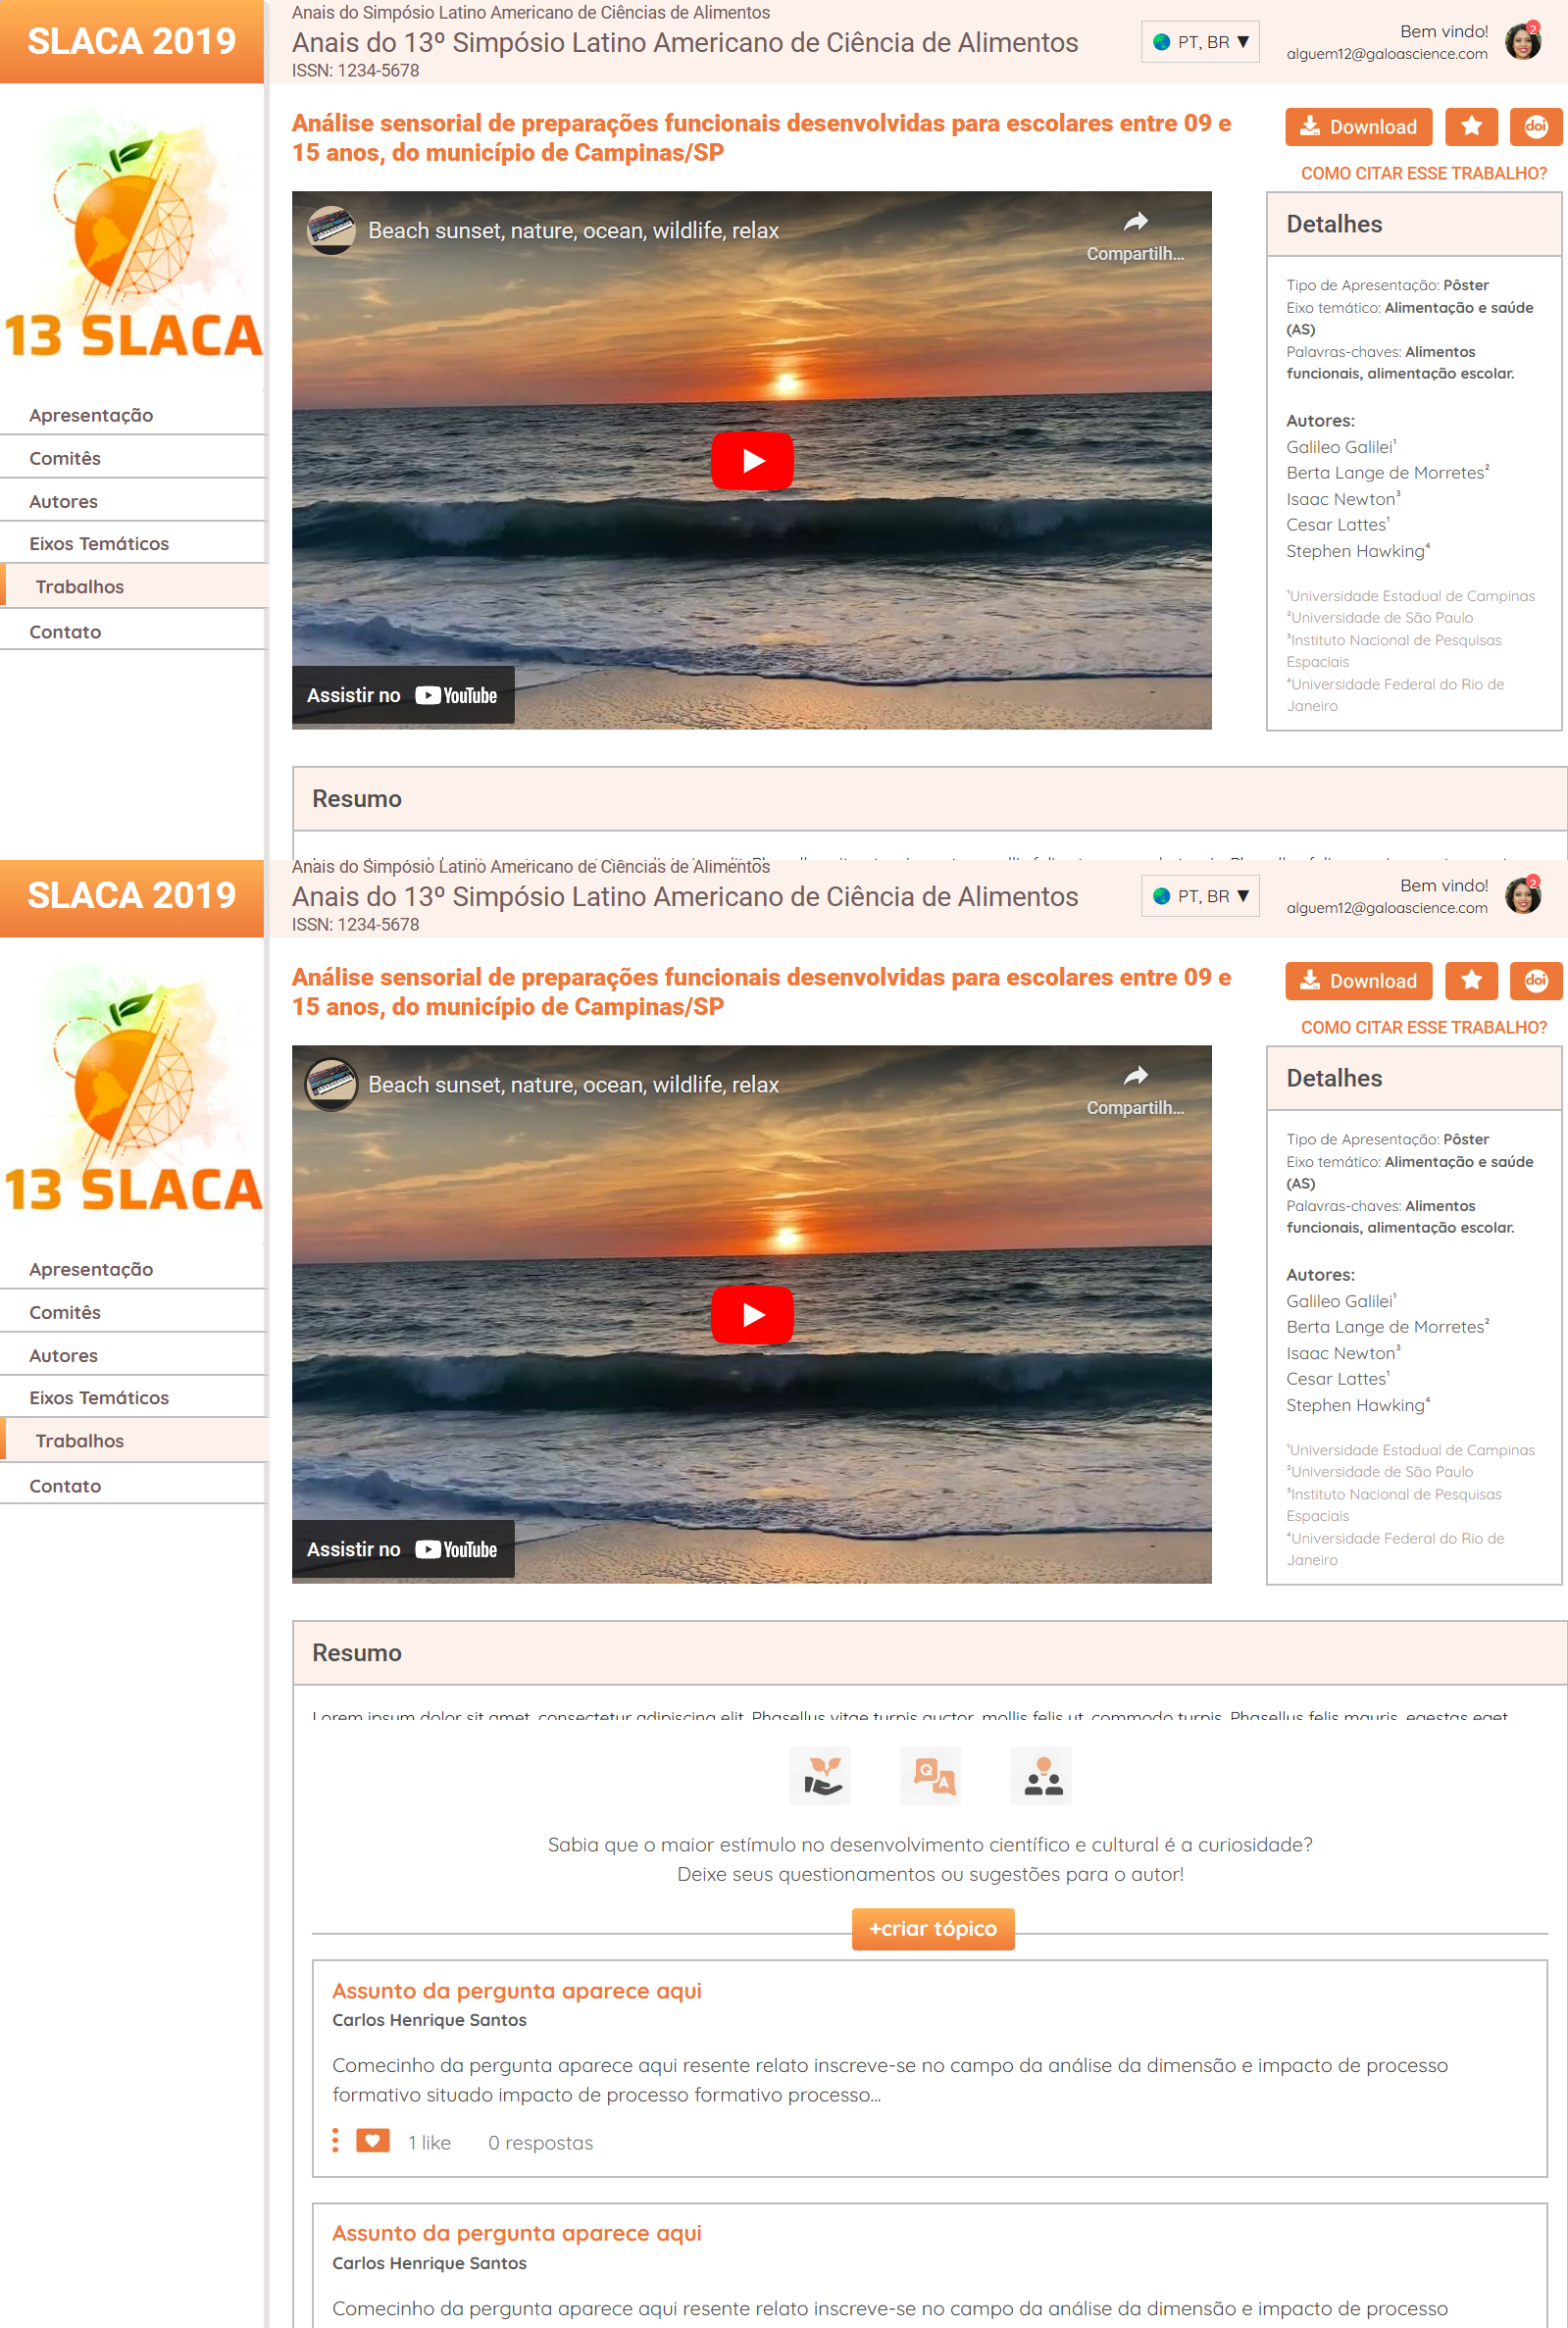 SLACA 2019
Anais do Simpósio Latino Americano de Ciências de Alimentos
Anais do 13º Simpósio Latino Americano de Ciência de Alimentos
ISSN: 1234-5678
PT, BR ▼
Bem vindo!
alguem12@galoascience.com
2
13 SLACA
Apresentação
Comitês
Autores
Eixos Temáticos
Trabalhos
Contato
Análise sensorial de preparações funcionais desenvolvidas para escolares entre 09 e
15 anos, do município de Campinas/SP
Download
doi
COMO CITAR ESSE TRABALHO?
Beach sunset, nature, ocean, wildlife, relax
Compartilh...
Assistir no YouTube
Detalhes
Tipo de Apresentação: Pôster
Eixo temático: Alimentação e saúde
(AS)
Palavras-chaves: Alimentos
funcionais, alimentação escolar.
Autores:
Galileo Galilei¹
Berta Lange de Morretes²
Isaac Newton³
Cesar Lattes¹
Stephen Hawking⁴
¹Universidade Estadual de Campinas
²Universidade de São Paulo
³Instituto Nacional de Pesquisas
Espaciais
⁴Universidade Federal do Rio de
Janeiro
Resumo
SLACA 2019
Anais do Simpósio Latino Americano de Ciências de Alimentos
Anais do 13º Simpósio Latino Americano de Ciência de Alimentos
ISSN: 1234-5678
PT, BR ▼
Bem vindo!
alguem12@galoascience.com
2
13 SLACA
Apresentação
Comitês
Autores
Eixos Temáticos
Trabalhos
Contato
Análise sensorial de preparações funcionais desenvolvidas para escolares entre 09 e
15 anos, do município de Campinas/SP
Download
doi
COMO CITAR ESSE TRABALHO?
Beach sunset, nature, ocean, wildlife, relax
Compartilh...
Assistir no YouTube
Detalhes
Tipo de Apresentação: Pôster
Eixo temático: Alimentação e saúde
(AS)
Palavras-chaves: Alimentos
funcionais, alimentação escolar.
Autores:
Galileo Galilei¹
Berta Lange de Morretes²
Isaac Newton³
Cesar Lattes¹
Stephen Hawking⁴
¹Universidade Estadual de Campinas
²Universidade de São Paulo
³Instituto Nacional de Pesquisas
Espaciais
⁴Universidade Federal do Rio de
Janeiro
Resumo
Lorem ipsum dolor sit amet, consectetur adipiscing elit. Phasellus vitae turpis auctor, mollis felis ut, commodo turpis. Phasellus felis mauris, egestas eget
Q A
Sabia que o maior estímulo no desenvolvimento científico e cultural é a curiosidade?
Deixe seus questionamentos ou sugestões para o autor!
+criar tópico
Assunto da pergunta aparece aqui
Carlos Henrique Santos
Comecinho da pergunta aparece aqui resente relato inscreve-se no campo da análise da dimensão e impacto de processo
formativo situado impacto de processo formativo processo...
1 like 0 respostas
Assunto da pergunta aparece aqui
Carlos Henrique Santos
Comecinho da pergunta aparece aqui resente relato inscreve-se no campo da análise da dimensão e impacto de processo